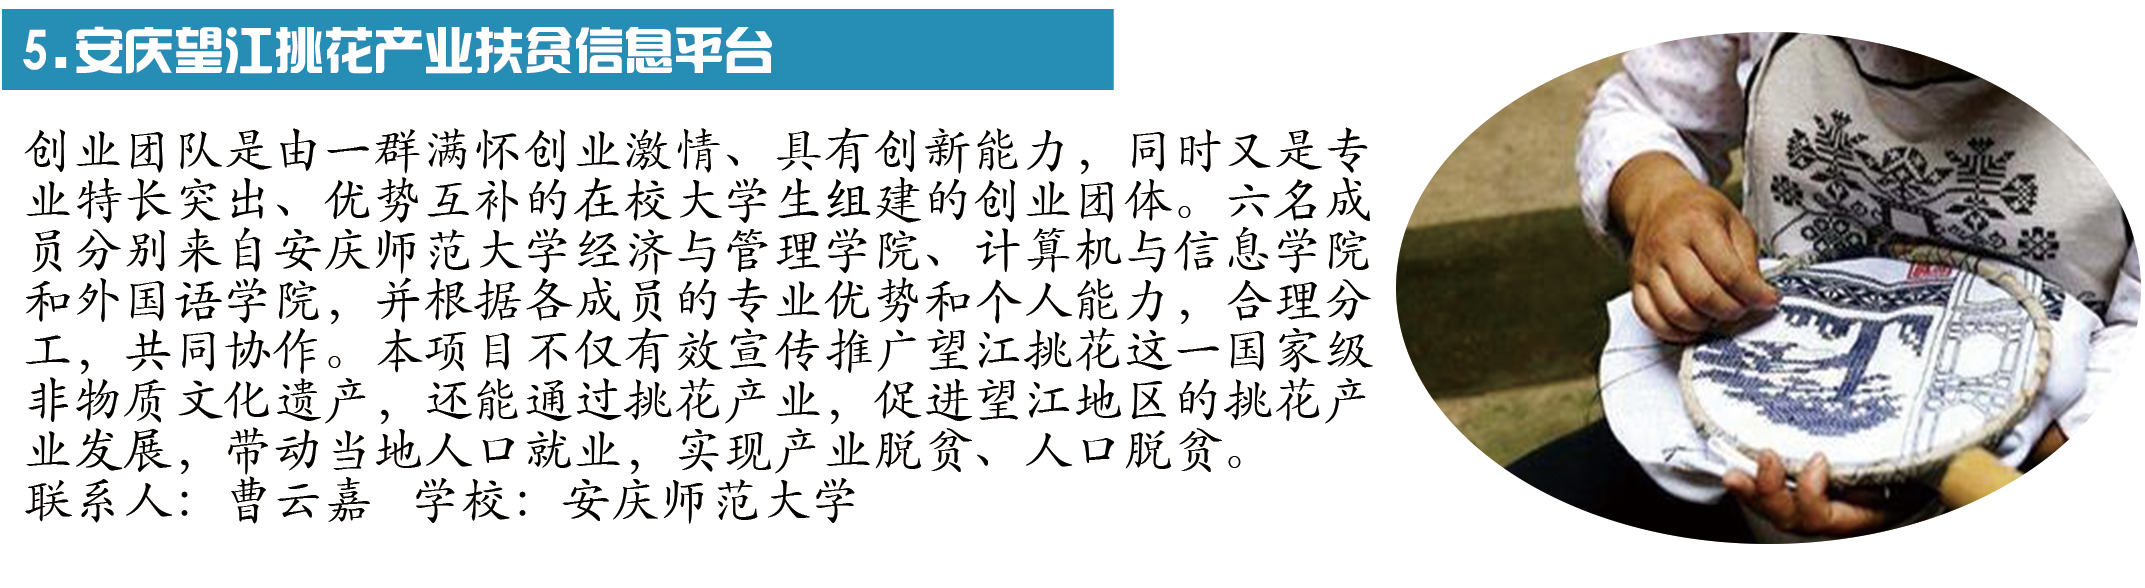 5.安庆望江挑花产业扶贫信息平台
创业团队是由一群满怀创业激情、具有创新能力，同时又是专
业特长突出、优势互补的在校大学生组建的创业团体。六名成
员分别来自安庆师范大学经济与管理学院、计算机与信息学院
和外国语学院，并根据各成员的专业优势和个人能力，合理分
工，共同协作。本项目不仅有效宣传推广望江挑花这一国家级
非物质文化遗产，还能通过挑花产业，促进望江地区的挑花产
业发展，带动当地人口就业，实现产业脱贫、人口脱贫。
联系人：曹云嘉 学校：安庆师范大学